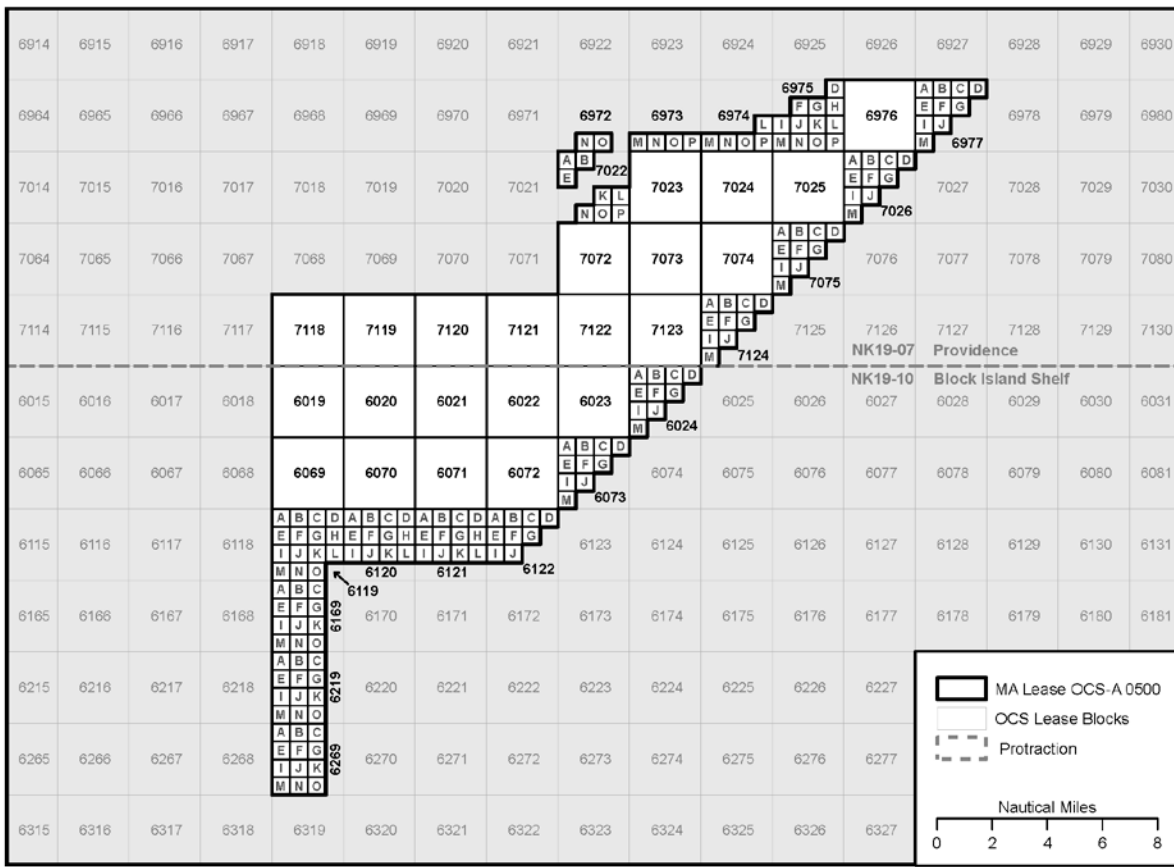 6914 6915 6916 6917 6918 6919 6920 6921 6922 6923 6924 6925 6926 6927 6928 6929 6930
6975 D A B C D
6964 6965 6966 6967 6968 6969 6970 6971 6972 6973 6974 F G H 6976 E F G 6978 6979 6980
L I J K L I J
N O M N O P M N O P M N O P M 6977
A B 7022 A B C D
7014 7015 7016 7017 7018 7019 7020 7021 E 7023 7024 7025 E F G 7027 7028 7029 7030
K L I J
N O P M 7026
A B C D
7064 7065 7066 7067 7068 7069 7070 7071 7072 7073 7074 E F G 7076 7077 7080
I J
M 7075
A B C D
7114 7115 7116 7117 7118 7119 7120 7121 7122 7123 E F G 7125 7126 7127 7128 7129 7130
I J
M 7124 NK19-07 Providence
A B C D NK19-10 Block Island Shelf
6015 6016 6017 6018 6019 6020 6021 6022 6023 E F G 6025 6026 6027 6028 6029 6030 6031
I J
M 6024
A B C D
6065 6066 6067 6068 6069 6070 6071 6072 E F G 6074 6075 6076 6077 6078 6079 6080 6081
I J
M 6073
A B C D A B C D A B C D A B C D
6115 6116 6117 6118 E F G H E F G H E F G H E F G 6123 6124 6125 6126 6127 6128 6129 6130 6131
I J K L I J K L I J K L I J 6122
M N O 6120 6121
A B C 6119
6165 6166 6167 6168 E F G 6169 6170 6171 6172 6173 6174 6175 6176 6177 6178 6179 6180 6181
I J K
M N O
A B C
6215 6216 6217 6218 E F G 6219 6220 6221 6222 6223 6224 6225 6226 6227
I J K
M N O
A B C
6265 6266 6267 6268 E F G 6269 6270 6271 6272 6273 6274 6275 6276 6277
I J K
M N O
6315 6316 6317 6318 6319 6320 6321 6322 6323 6324 6325 6326 6327
MA Lease OCS-A 0500
OCS Lease Blocks
Protraction
Nautical Miles
0 2 4 6 8